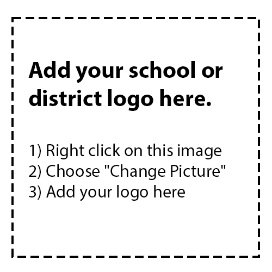 Add your school or
district logo here.
1) Right click on this image
2) Choose "Change Picture"
3) Add your logo here